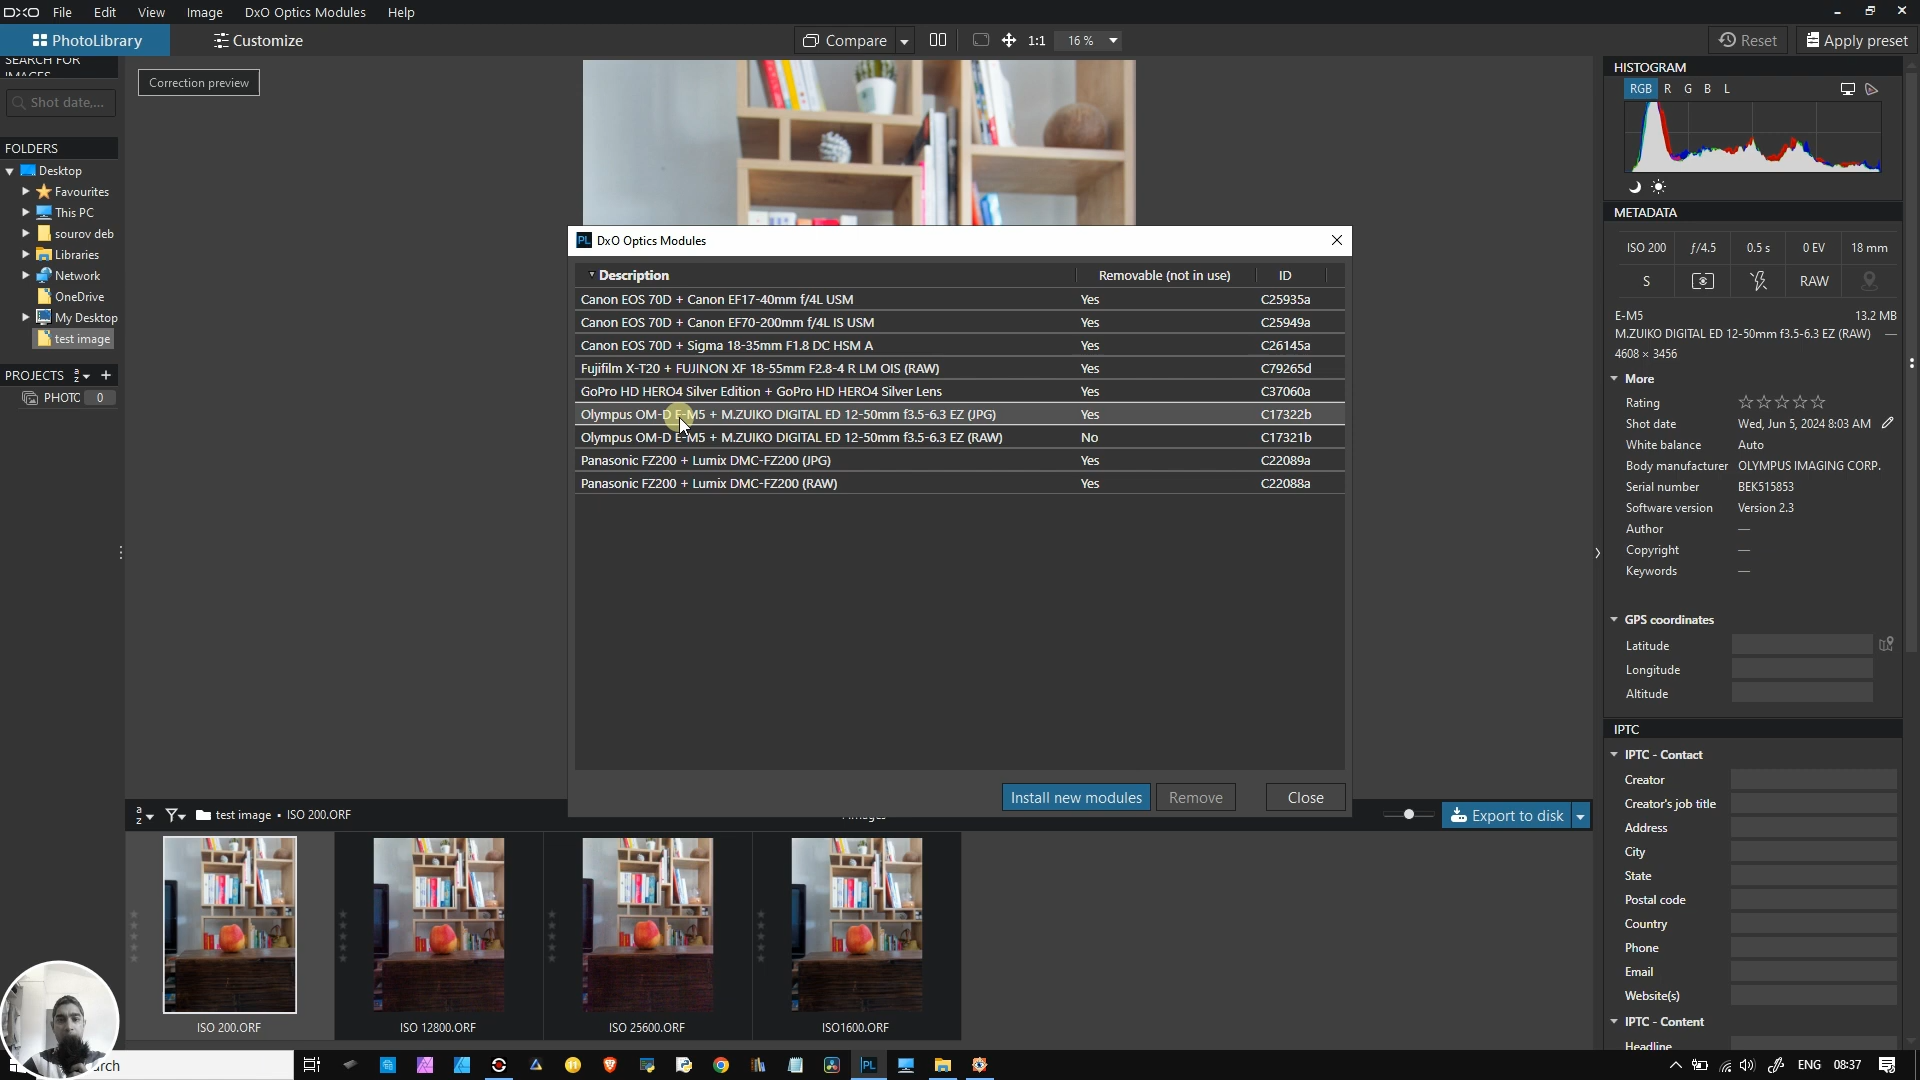 DXO File Edit View Image DxO Optics Modules Help
PhotoLibrary Customize Compare 1:1 16 % Reset Apply preset
SEARCH FOR
IMAGES
Shot date,...
Correction preview
FOLDERS
Desktop
Favourites
This PC
sourov deb
Libraries
Network
OneDrive
My Desktop
test image
PROJECTS
PHOTC 0
DxO Optics Modules
Description Removable (not in use) ID
Canon EOS 70D + Canon EF17-40mm f/4L USM Yes C25935a
Canon EOS 70D + Canon EF70-200mm f/4L IS USM Yes C25949a
Canon EOS 70D + Sigma 18-35mm F1.8 DC HSM A Yes C26145a
Fujifilm X-T20 + FUJINON XF 18-55mm F2.8-4 R LM OIS (RAW) Yes C79265d
GoPro HD HERO4 Silver Edition + GoPro HD HERO4 Silver Lens Yes C37060a
Olympus OM-D E-M5 + M.ZUIKO DIGITAL ED 12-50mm f3.5-6.3 EZ (JPG) Yes C17322b
Olympus OM-D E-M5 + M.ZUIKO DIGITAL ED 12-50mm f3.5-6.3 EZ (RAW) No C17321b
Panasonic FZ200 + Lumix DMC-FZ200 (JPG) Yes C22089a
Panasonic FZ200 + Lumix DMC-FZ200 (RAW) Yes C22088a
Install new modules Remove Close
HISTOGRAM
RGB R G B L
METADATA
ISO 200 ƒ/4.5 0.5 s 0 EV 18 mm
S RAW
E-M5 13.2 MB
M.ZUIKO DIGITAL ED 12-50mm f3.5-6.3 EZ (RAW) —
4608 × 3456
More
Rating
Shot date Wed, Jun 5, 2024 8:03 AM
White balance Auto
Body manufacturer OLYMPUS IMAGING CORP.
Serial number BEK515853
Software version Version 2.3
Author —
Copyright —
Keywords —
GPS coordinates
Latitude
Longitude
Altitude
IPTC
IPTC - Contact
Creator
Creator's job title
Address
City
State
Postal code
Country
Phone
Email
Website(s)
IPTC - Content
Headline
test image • ISO 200.ORF
Export to disk
ISO 200.ORF ISO 12800.ORF ISO 25600.ORF ISO1600.ORF
PL ENG 08:37